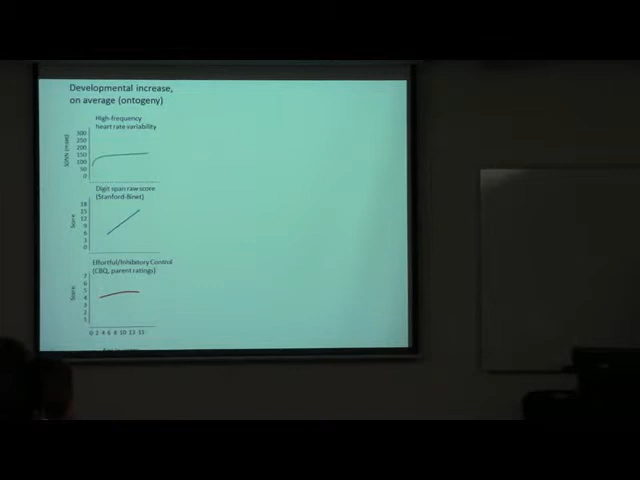 Developmental increase,
on average (ontogeny)
High-frequency
heart rate variability
300
250
200
150
100
50
0
Digit span raw score
(Stanford-Binet)
Score
18
15
12
9
6
3
0
Effortful/Inhibitory Control
(CBQ, parent ratings)
Score
7
6
5
4
3
2
1
0 2 4 6 8 10 13 15